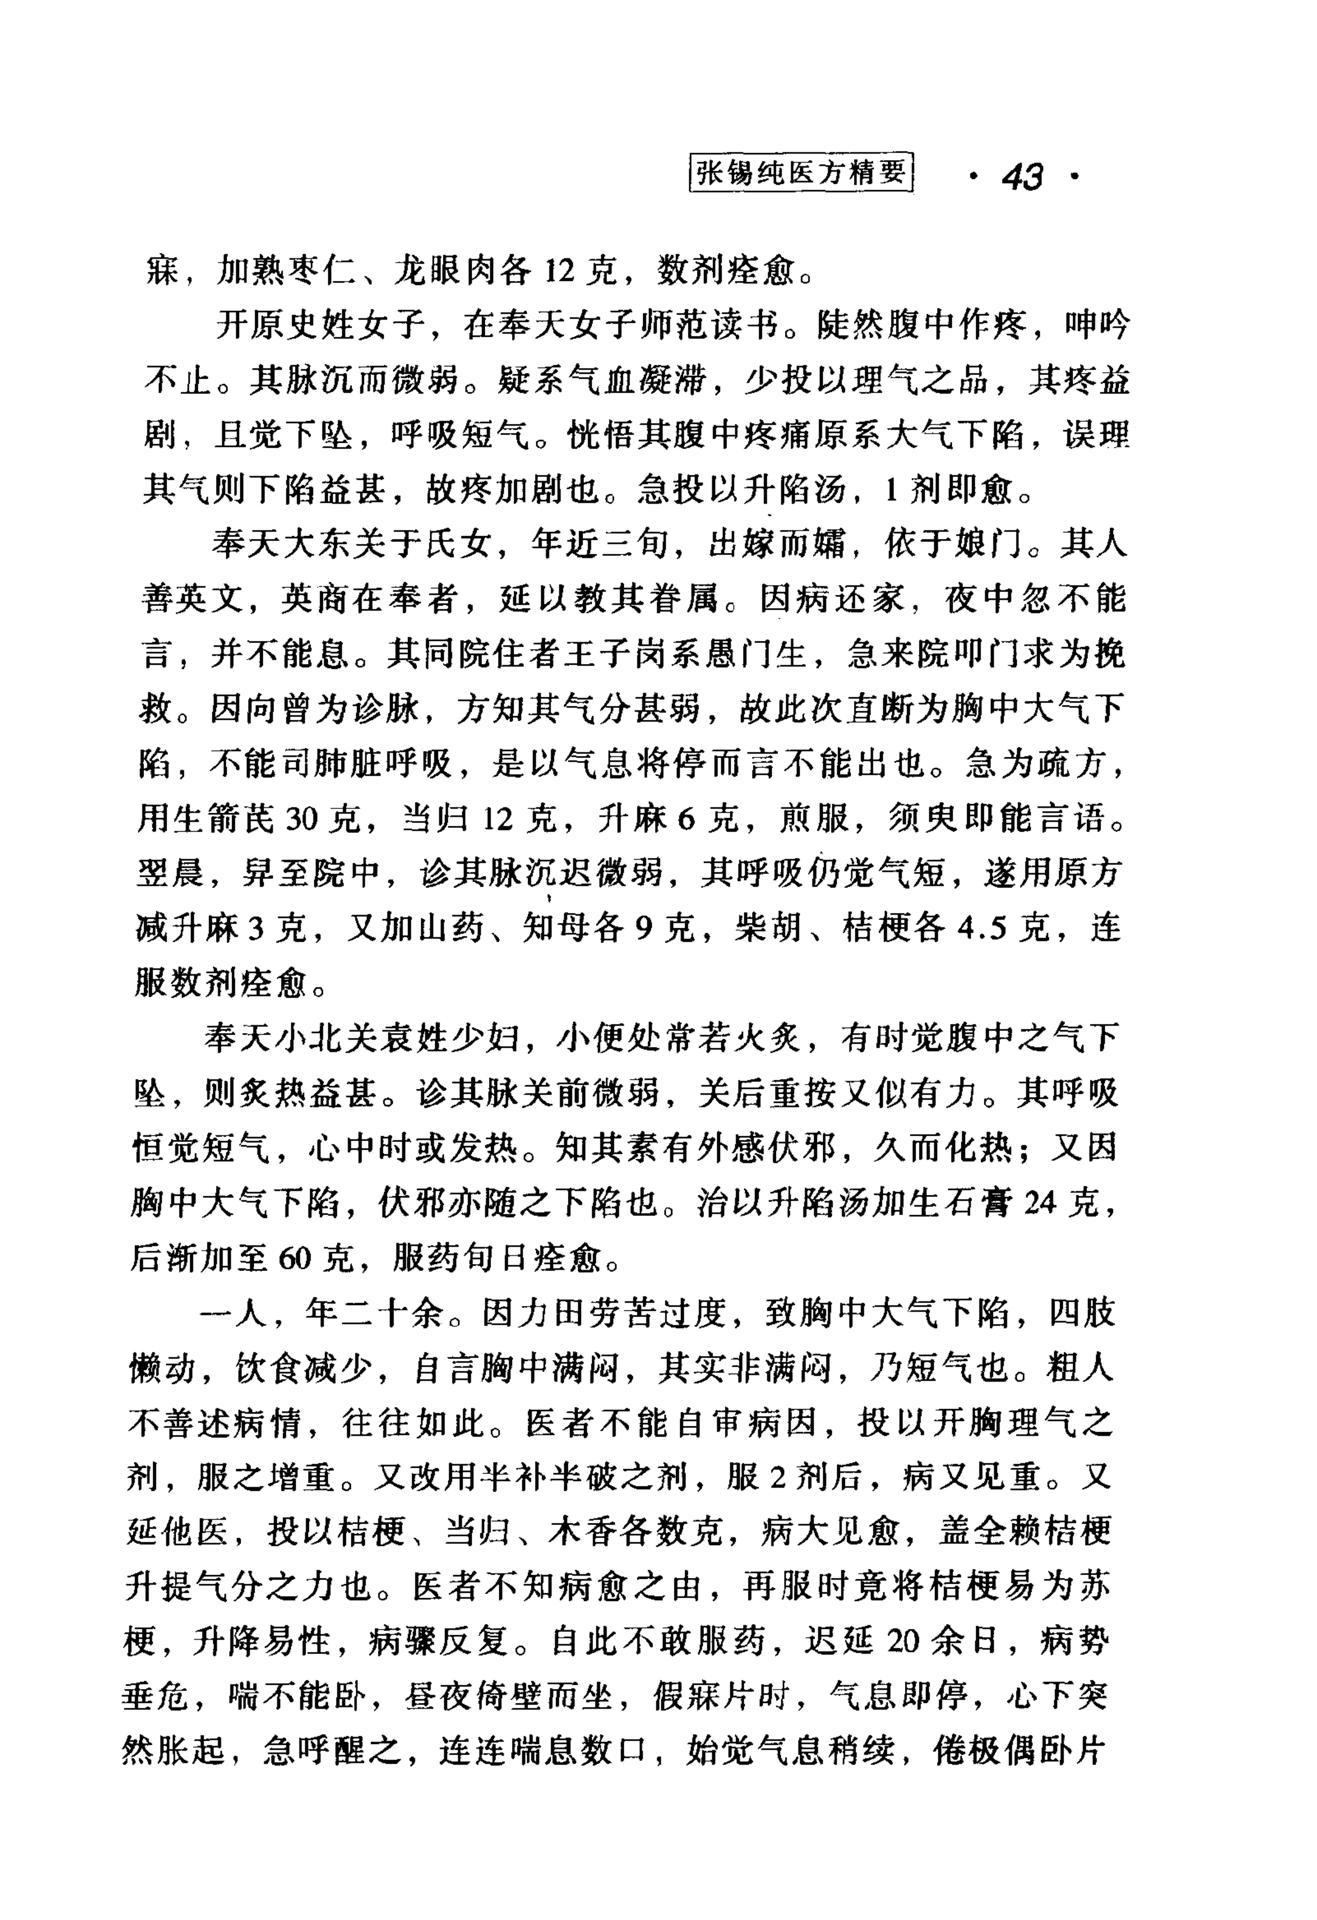 张锡纯医方精要 · 43 ·
寐，加熟枣仁、龙眼肉各 12 克，数剂痊愈。
开原史姓女子，在奉天女子师范读书。陡然腹中作疼，呻吟
不止。其脉沉而微弱。疑系气血凝滞，少投以理气之品，其疼益
剧，且觉下坠，呼吸短气。恍悟其腹中疼痛原系大气下陷，误理
其气则下陷益甚，故疼加剧也。急投以升陷汤，1 剂即愈。
奉天大东关于氏女，年近三旬，出嫁而孀，依于娘门。其人
善英文，英商在奉者，延以教其眷属。因病还家，夜中忽不能
言，并不能息。其同院住者王子岗系愚门生，急来院叩门求为挽
救。因向曾为诊脉，方知其气分甚弱，故此次直断为胸中大气下
陷，不能司肺脏呼吸，是以气息将停而言不能出也。急为疏方，
用生箭芪 30 克，当归 12 克，升麻 6 克，煎服，须臾即能言语。
翌晨，舁至院中，诊其脉沉迟微弱，其呼吸仍觉气短，遂用原方
减升麻 3 克，又加山药、知母各 9 克，柴胡、桔梗各 4.5 克，连
服数剂痊愈。
奉天小北关袁姓少妇，小便处常若火炙，有时觉腹中之气下
坠，则炙热益甚。诊其脉关前微弱，关后重按又似有力。其呼吸
恒觉短气，心中时或发热。知其素有外感伏邪，久而化热；又因
胸中大气下陷，伏邪亦随之下陷也。治以升陷汤加生石膏 24 克，
后渐加至 60 克，服药旬日痊愈。
一人，年二十余。因力田劳苦过度，致胸中大气下陷，四肢
懒动，饮食减少，自言胸中满闷，其实非满闷，乃短气也。粗人
不善述病情，往往如此。医者不能自审病因，投以开胸理气之
剂，服之增重。又改用半补半破之剂，服 2 剂后，病又见重。又
延他医，投以桔梗、当归、木香各数克，病大见愈，盖全赖桔梗
升提气分之力也。医者不知病愈之由，再服时竟将桔梗易为苏
梗，升降易性，病骤反复。自此不敢服药，迟延 20 余日，病势
垂危，喘不能卧，昼夜倚壁而坐，假寐片时，气息即停，心下突
然胀起，急呼醒之，连连喘息数口，始觉气息稍续，倦极偶卧片